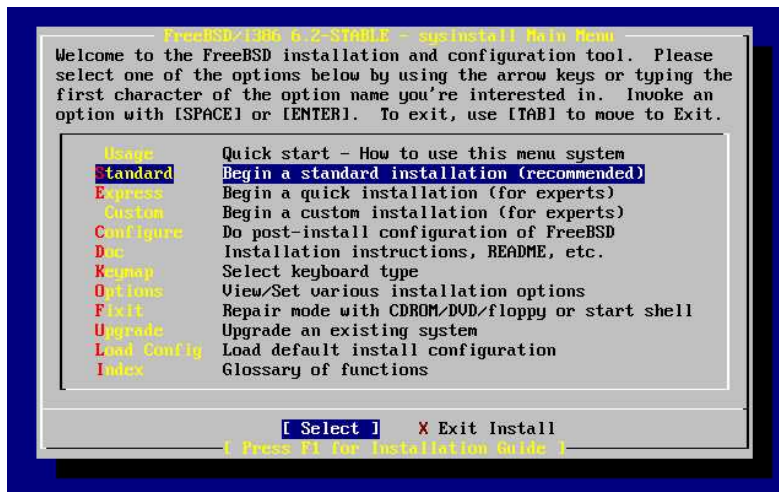 FreeBSD/i386 6.2-STABLE - sysinstall Main Menu
Welcome to the FreeBSD installation and configuration tool.  Please
select one of the options below by using the arrow keys or typing the
first character of the option name you're interested in.  Invoke an
option with [SPACE] or [ENTER].  To exit, use [TAB] to move to Exit.
Usage Quick start - How to use this menu system
Standard Begin a standard installation (recommended)
Express Begin a quick installation (for experts)
Custom Begin a custom installation (for experts)
Configure Do post-install configuration of FreeBSD
Doc Installation instructions, README, etc.
Keymap Select keyboard type
Options View/Set various installation options
Fixit Repair mode with CDROM/DVD/floppy or start shell
Upgrade Upgrade an existing system
Load Config Load default install configuration
Index Glossary of functions
[ Select ] X Exit Install
[ Press F1 for Installation Guide ]